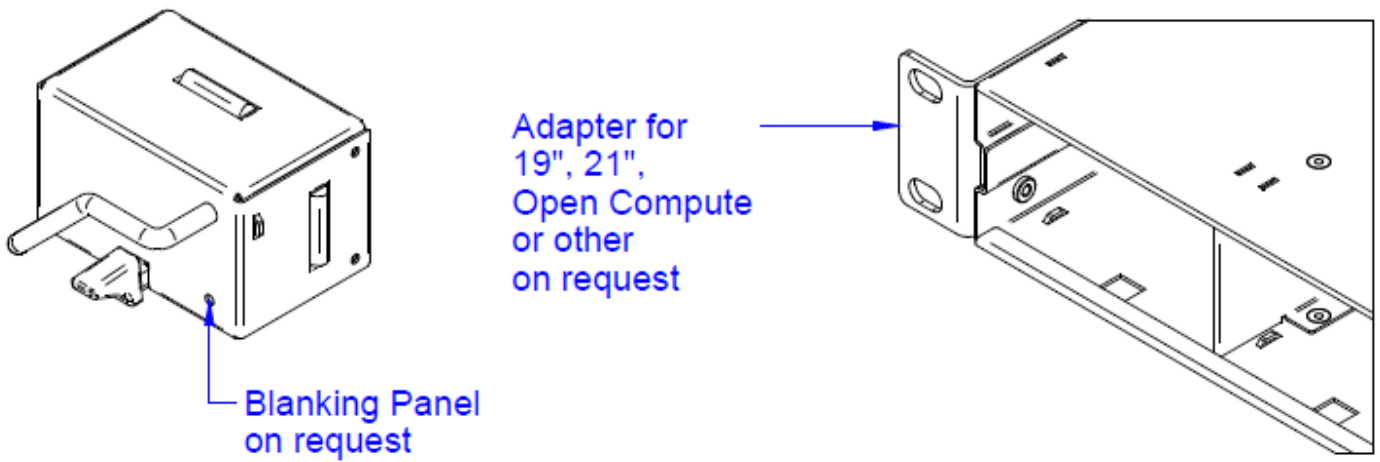 Adapter for
19", 21",
Open Compute
or other
on request
Blanking Panel
on request